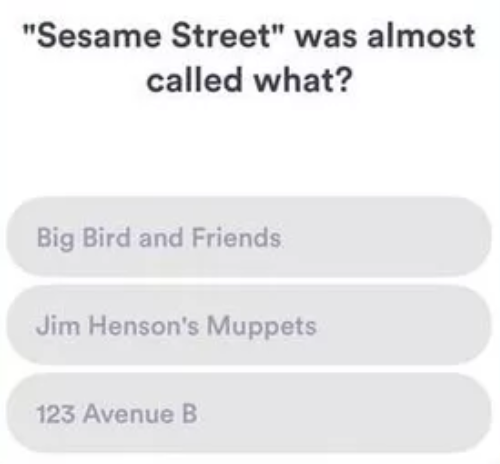 "Sesame Street" was almost
called what?
Big Bird and Friends
Jim Henson's Muppets
123 Avenue B